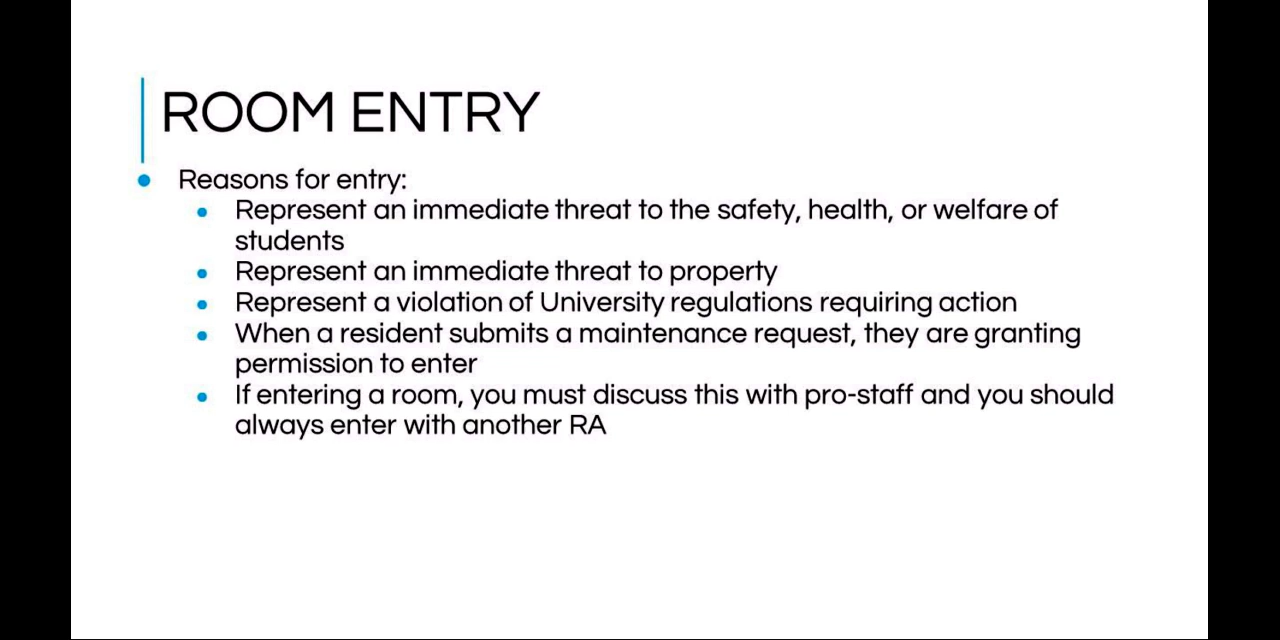 ROOM ENTRY
Reasons for entry:
Represent an immediate threat to the safety, health, or welfare of
students
Represent an immediate threat to property
Represent a violation of University regulations requiring action
When a resident submits a maintenance request, they are granting
permission to enter
If entering a room, you must discuss this with pro-staff and you should
always enter with another RA